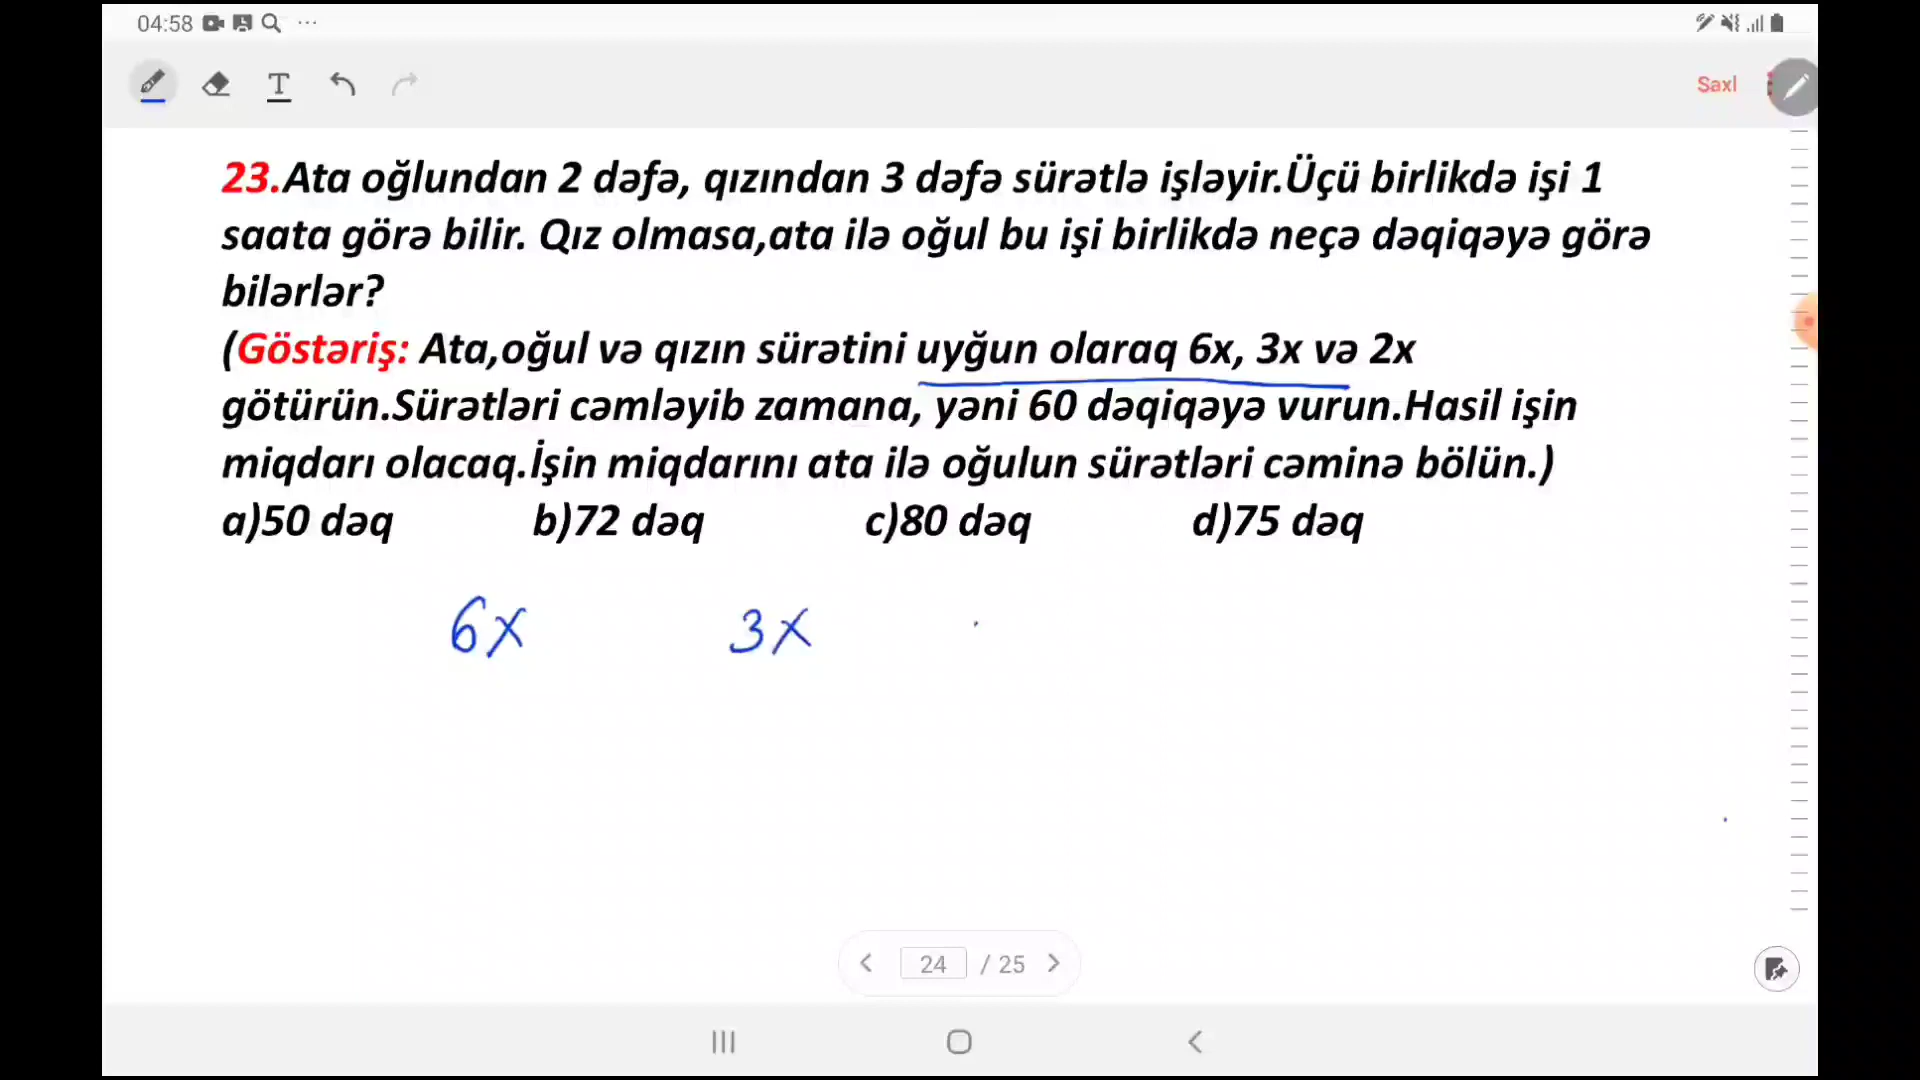 04:58
T
Saxl
23.Ata oğlundan 2 dəfə, qızından 3 dəfə sürətlə işləyir.Üçü birlikdə işi 1
saata görə bilir. Qız olmasa,ata ilə oğul bu işi birlikdə neçə dəqiqəyə görə
bilərlər?
(Göstəriş: Ata,oğul və qızın sürətini uyğun olaraq 6x, 3x və 2x
götürün.Sürətləri cəmləyib zamana, yəni 60 dəqiqəyə vurun.Hasil işin
miqdarı olacaq.İşin miqdarını ata ilə oğulun sürətləri cəminə bölün.)
a)50 dəq b)72 dəq c)80 dəq d)75 dəq
6x 3x
24 / 25